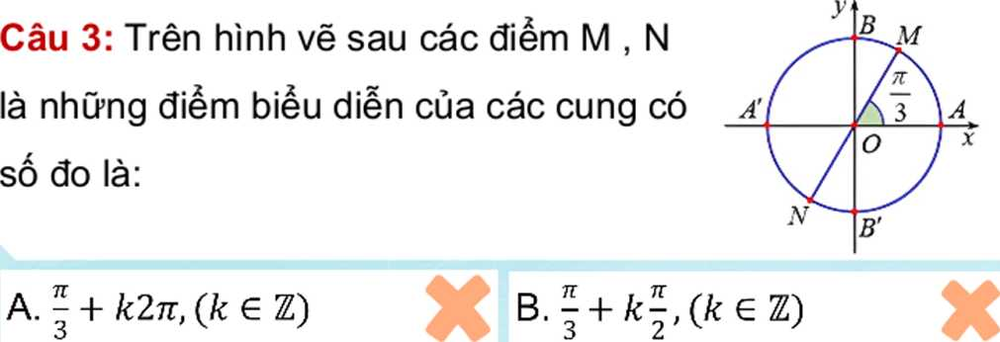 Câu 3: Trên hình vẽ sau các điểm M , N
là những điểm biểu diễn của các cung có
số đo là:
y
B
M
π/3
A'
A
O
x
N
B'
A. π/3 + k2π, (k ∈ ℤ)
B. π/3 + k π/2, (k ∈ ℤ)